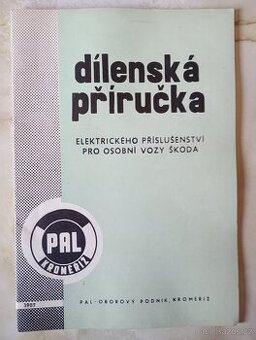 dílenská
příručka
ELEKTRICKÉHO PŘÍSLUŠENSTVÍ
PRO OSOBNÍ VOZY ŠKODA
PAL
KROMĚŘÍŽ
PAL-OBOROVÝ PODNIK, KROMĚŘÍŽ